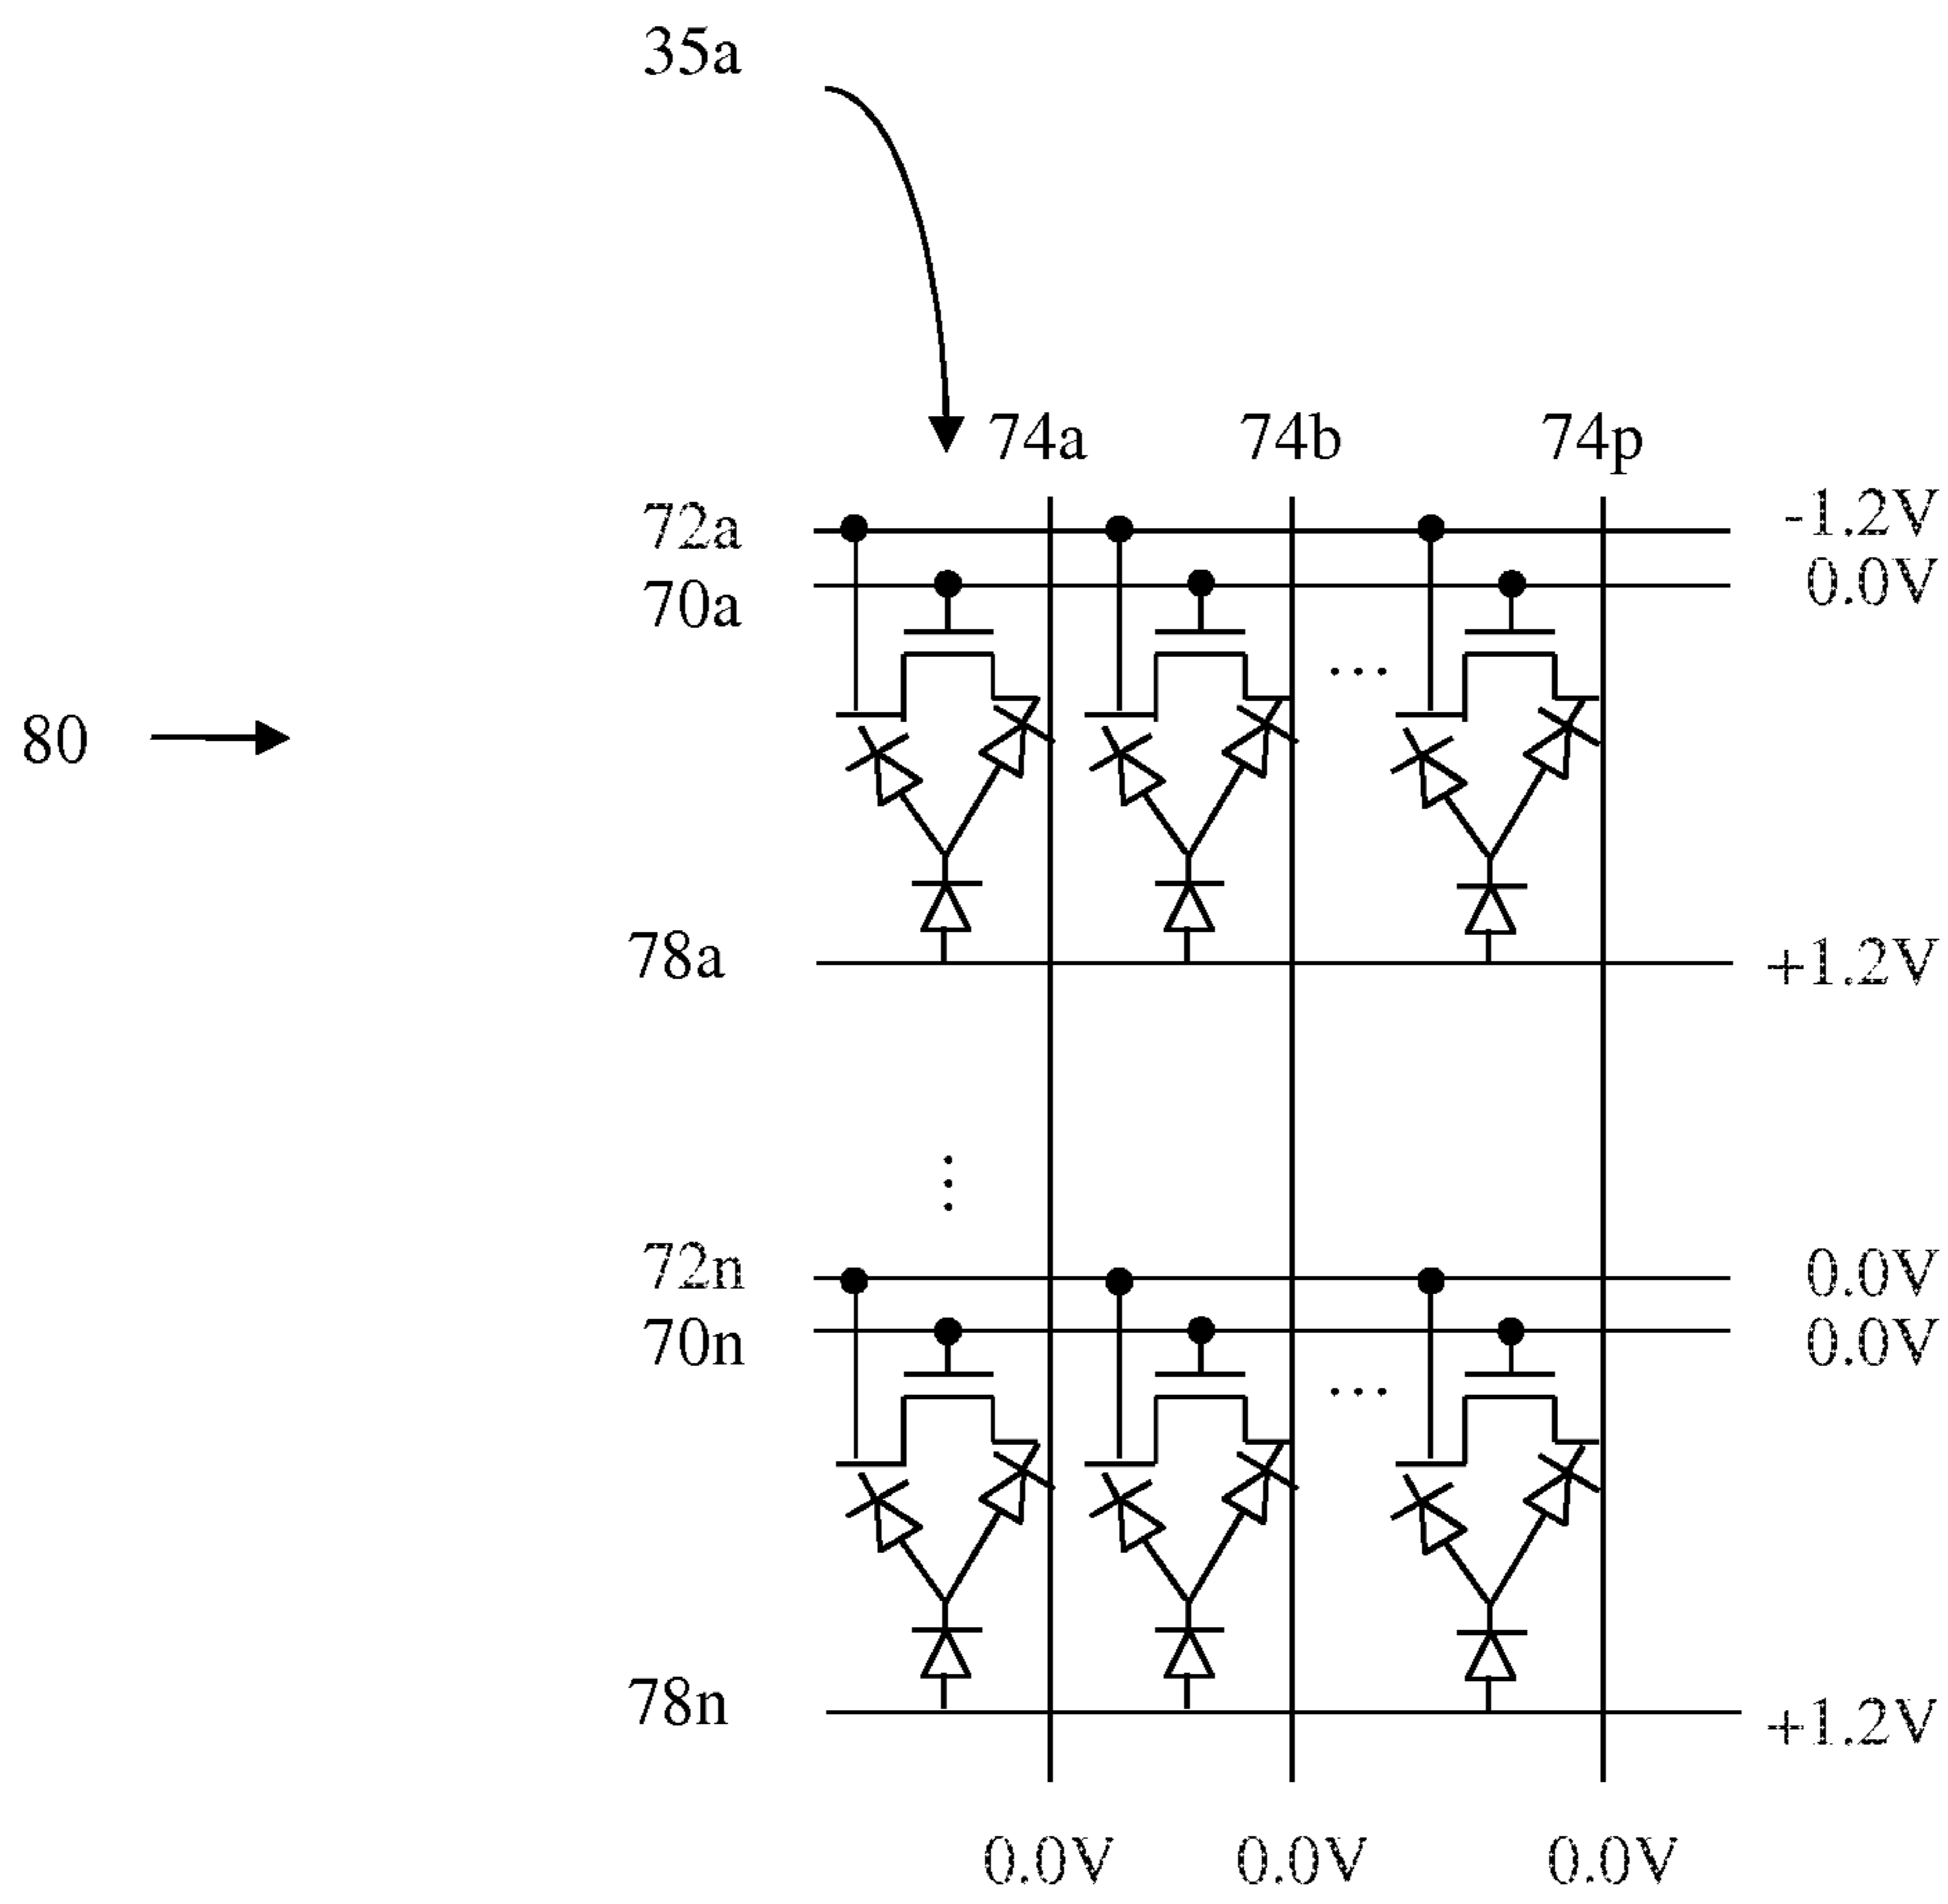 35a
74a 74b 74p
72a -1.2V
70a 0.0V
...
80
78a +1.2V
72n 0.0V
70n 0.0V
...
78n +1.2V
0.0V 0.0V 0.0V